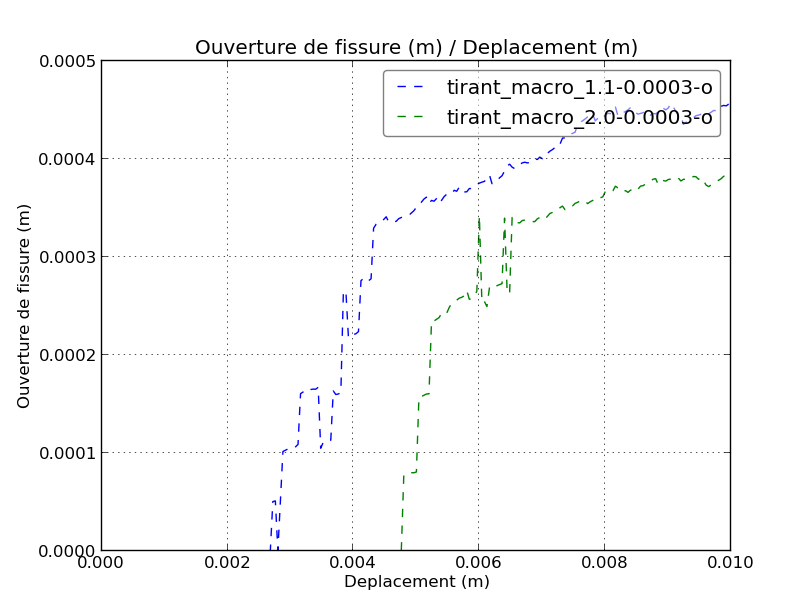 Ouverture de fissure (m) / Deplacement (m)
0.0005
0.0004
0.0003
0.0002
0.0001
0.0000
Ouverture de fissure (m)
tirant_macro_1.1-0.0003-o
tirant_macro_2.0-0.0003-o
0.000
0.002
0.004
0.006
0.008
0.010
Deplacement (m)